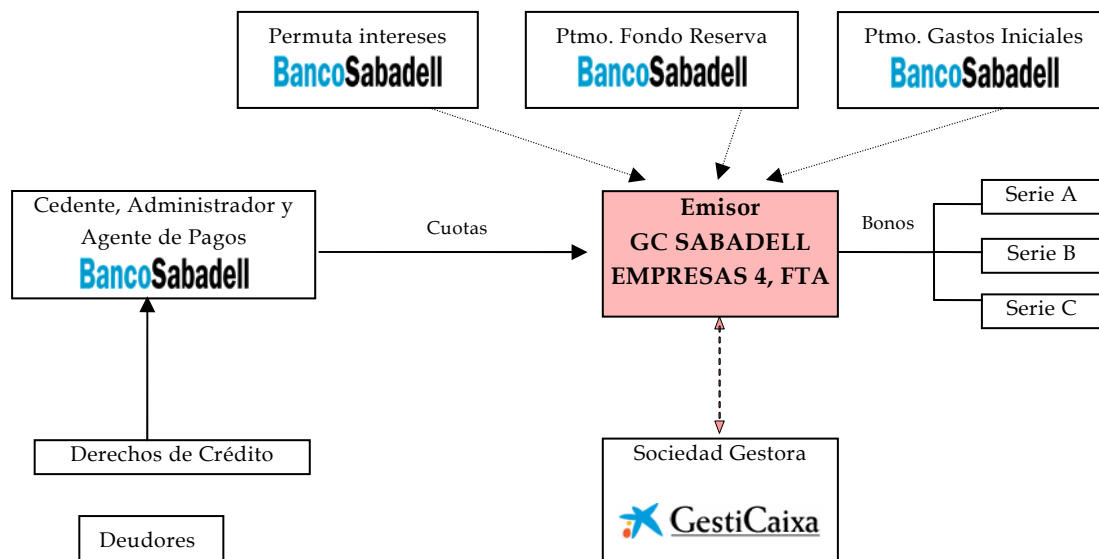 Permuta intereses
BancoSabadell
Ptmo. Fondo Reserva
BancoSabadell
Ptmo. Gastos Iniciales
BancoSabadell
Cedente, Administrador y
Agente de Pagos
BancoSabadell
Cuotas
Emisor
GC SABADELL
EMPRESAS 4, FTA
Bonos
Serie A
Serie B
Serie C
Derechos de Crédito
Sociedad Gestora
GestiCaixa
Deudores